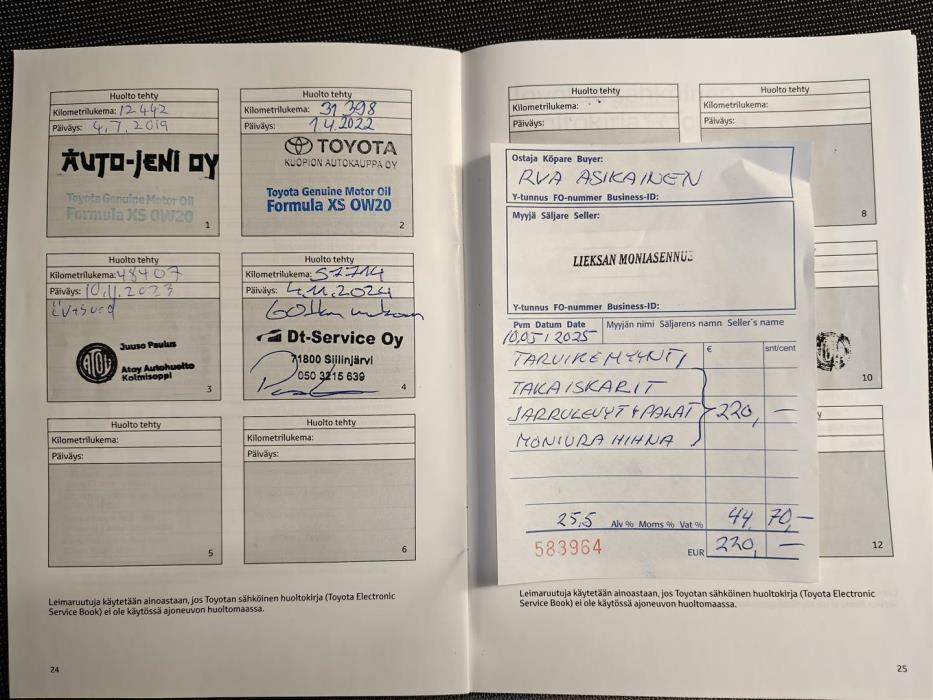 Huolto tehty
Kilometrilukema: 12 442
Päiväys: 4.7.2019
AUTO-JENI OY
Toyota Genuine Motor Oil
Formula XS 0W20
1
Huolto tehty
Kilometrilukema: 31 398
Päiväys: 1.4.2022
TOYOTA
KUOPION AUTOKAUPPA OY
Toyota Genuine Motor Oil
Formula XS 0W20
2
Huolto tehty
Kilometrilukema: 48407
Päiväys: 10.11.2023
ÖV+suod
ATOY
Juuso Paulus
Atoy Autohuolto
Kolmisoppi
3
Huolto tehty
Kilometrilukema: 57714
Päiväys: 4.11.2024
60tkm
Dt-Service Oy
71800 Siilinjärvi
050 3215 639
4
Huolto tehty
Kilometrilukema:
Päiväys:
5
Huolto tehty
Kilometrilukema:
Päiväys:
6
Leimaruutuja käytetään ainoastaan, jos Toyotan sähköinen huoltokirja (Toyota Electronic
Service Book) ei ole käytössä ajoneuvon huoltomaassa.
24
Huolto tehty
Kilometrilukema:
Päiväys:
Huolto tehty
Kilometrilukema:
Päiväys:
8
10
y
12
Ostaja Köpare Buyer:
RVA ASIKAINEN
Y-tunnus FO-nummer Business-ID:
Myyjä Säljare Seller:
LIEKSAN MONIASENNUS
Y-tunnus FO-nummer Business-ID:
Pvm Datum Date Myyjän nimi Säljarens namn Seller's name
10,05/2025
€ snt/cent
TARVIKEMYYNTI
TAKAISKARIT
JARRULEVYT+PALAT 220,—
MONIURA HIHNA
25,5 Alv % Moms % Vat % 44 70,—
583964 EUR 220,—
Leimaruutuja käytetään ainoastaan, jos Toyotan sähköinen huoltokirja (Toyota Electronic
Service Book) ei ole käytössä ajoneuvon huoltomaassa.
25